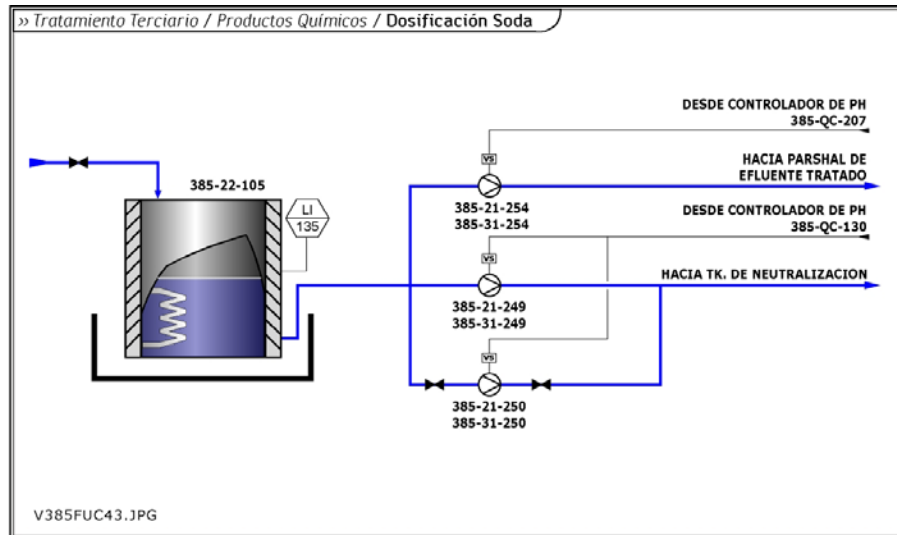 » Tratamiento Terciario / Productos Químicos / Dosificación Soda
DESDE CONTROLADOR DE PH
385-QC-207
VS
HACIA PARSHAL DE
EFLUENTE TRATADO
385-22-105
LI
135
385-21-254
385-31-254
DESDE CONTROLADOR DE PH
385-QC-130
VS
HACIA TK. DE NEUTRALIZACION
385-21-249
385-31-249
VS
385-21-250
385-31-250
V385FUC43.JPG